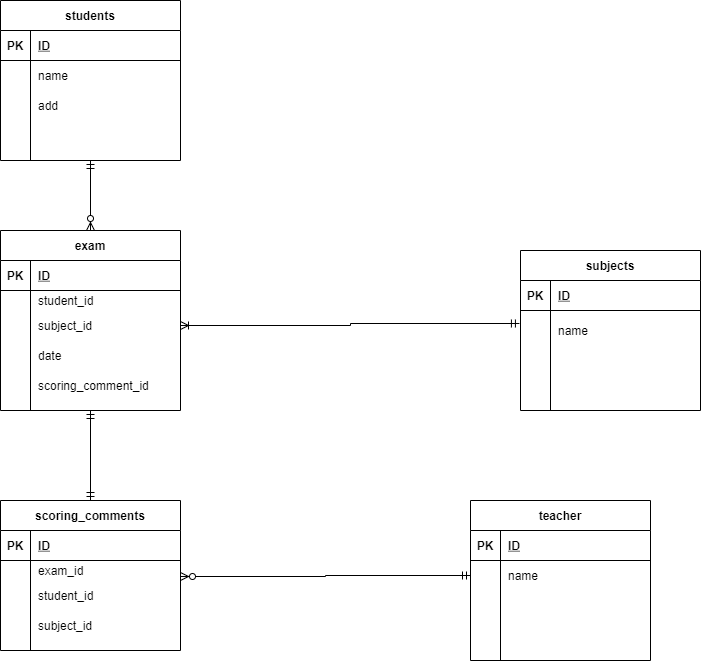 students
PK ID
name
add
exam
PK ID
student_id
subject_id
date
scoring_comment_id
subjects
PK ID
name
scoring_comments
PK ID
exam_id
student_id
subject_id
teacher
PK ID
name